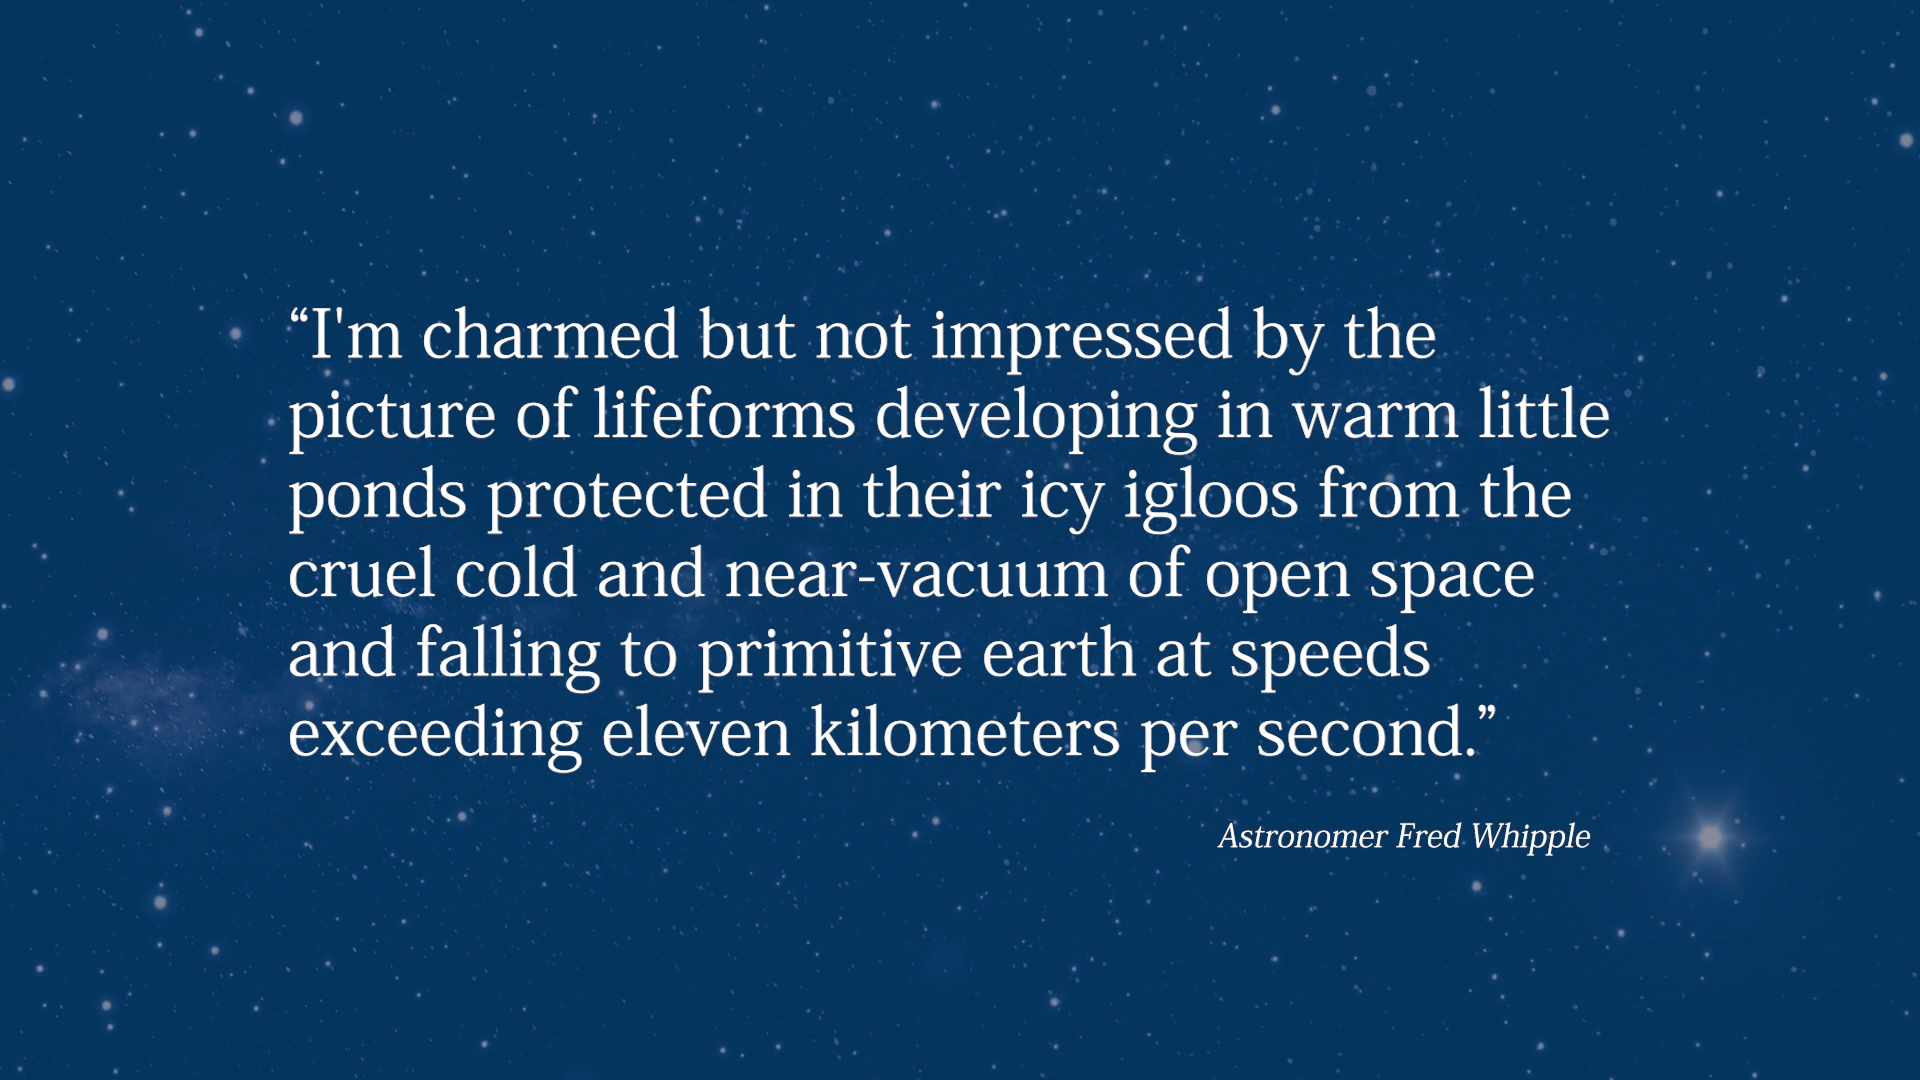 “I'm charmed but not impressed by the
picture of lifeforms developing in warm little
ponds protected in their icy igloos from the
cruel cold and near-vacuum of open space
and falling to primitive earth at speeds
exceeding eleven kilometers per second.”
Astronomer Fred Whipple